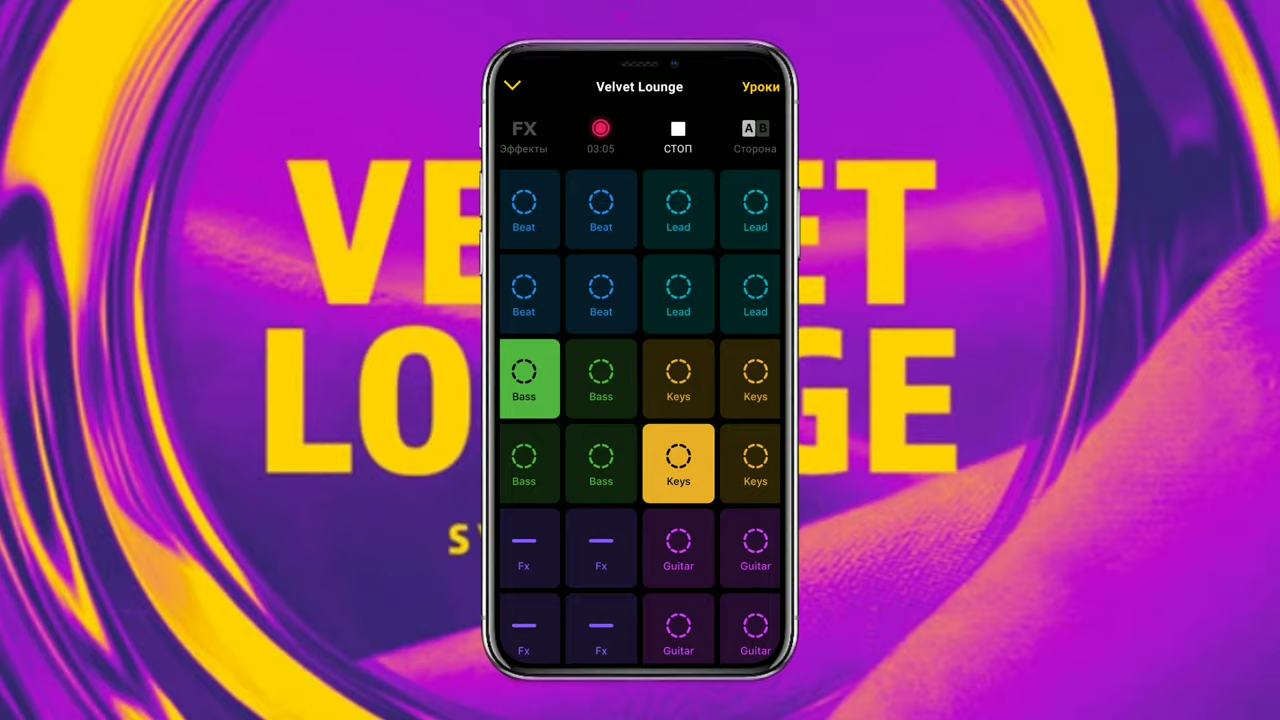 Velvet Lounge
Уроки
FX
A B
Эффекты
03:05
СТОП
Сторона
Beat Beat Lead Lead
Beat Beat Lead Lead
Bass Bass Keys Keys
Bass Bass Keys Keys
Fx Fx Guitar Guitar
Fx Fx Guitar Guitar